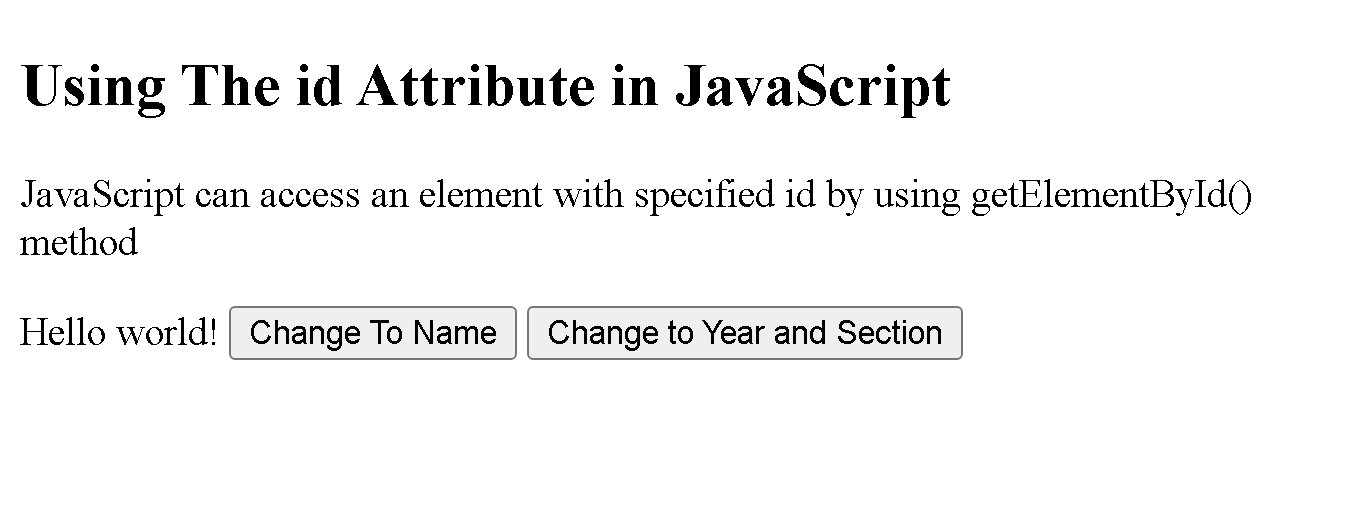 Using The id Attribute in JavaScript
JavaScript can access an element with specified id by using getElementById()
method
Hello world! Change To Name Change to Year and Section